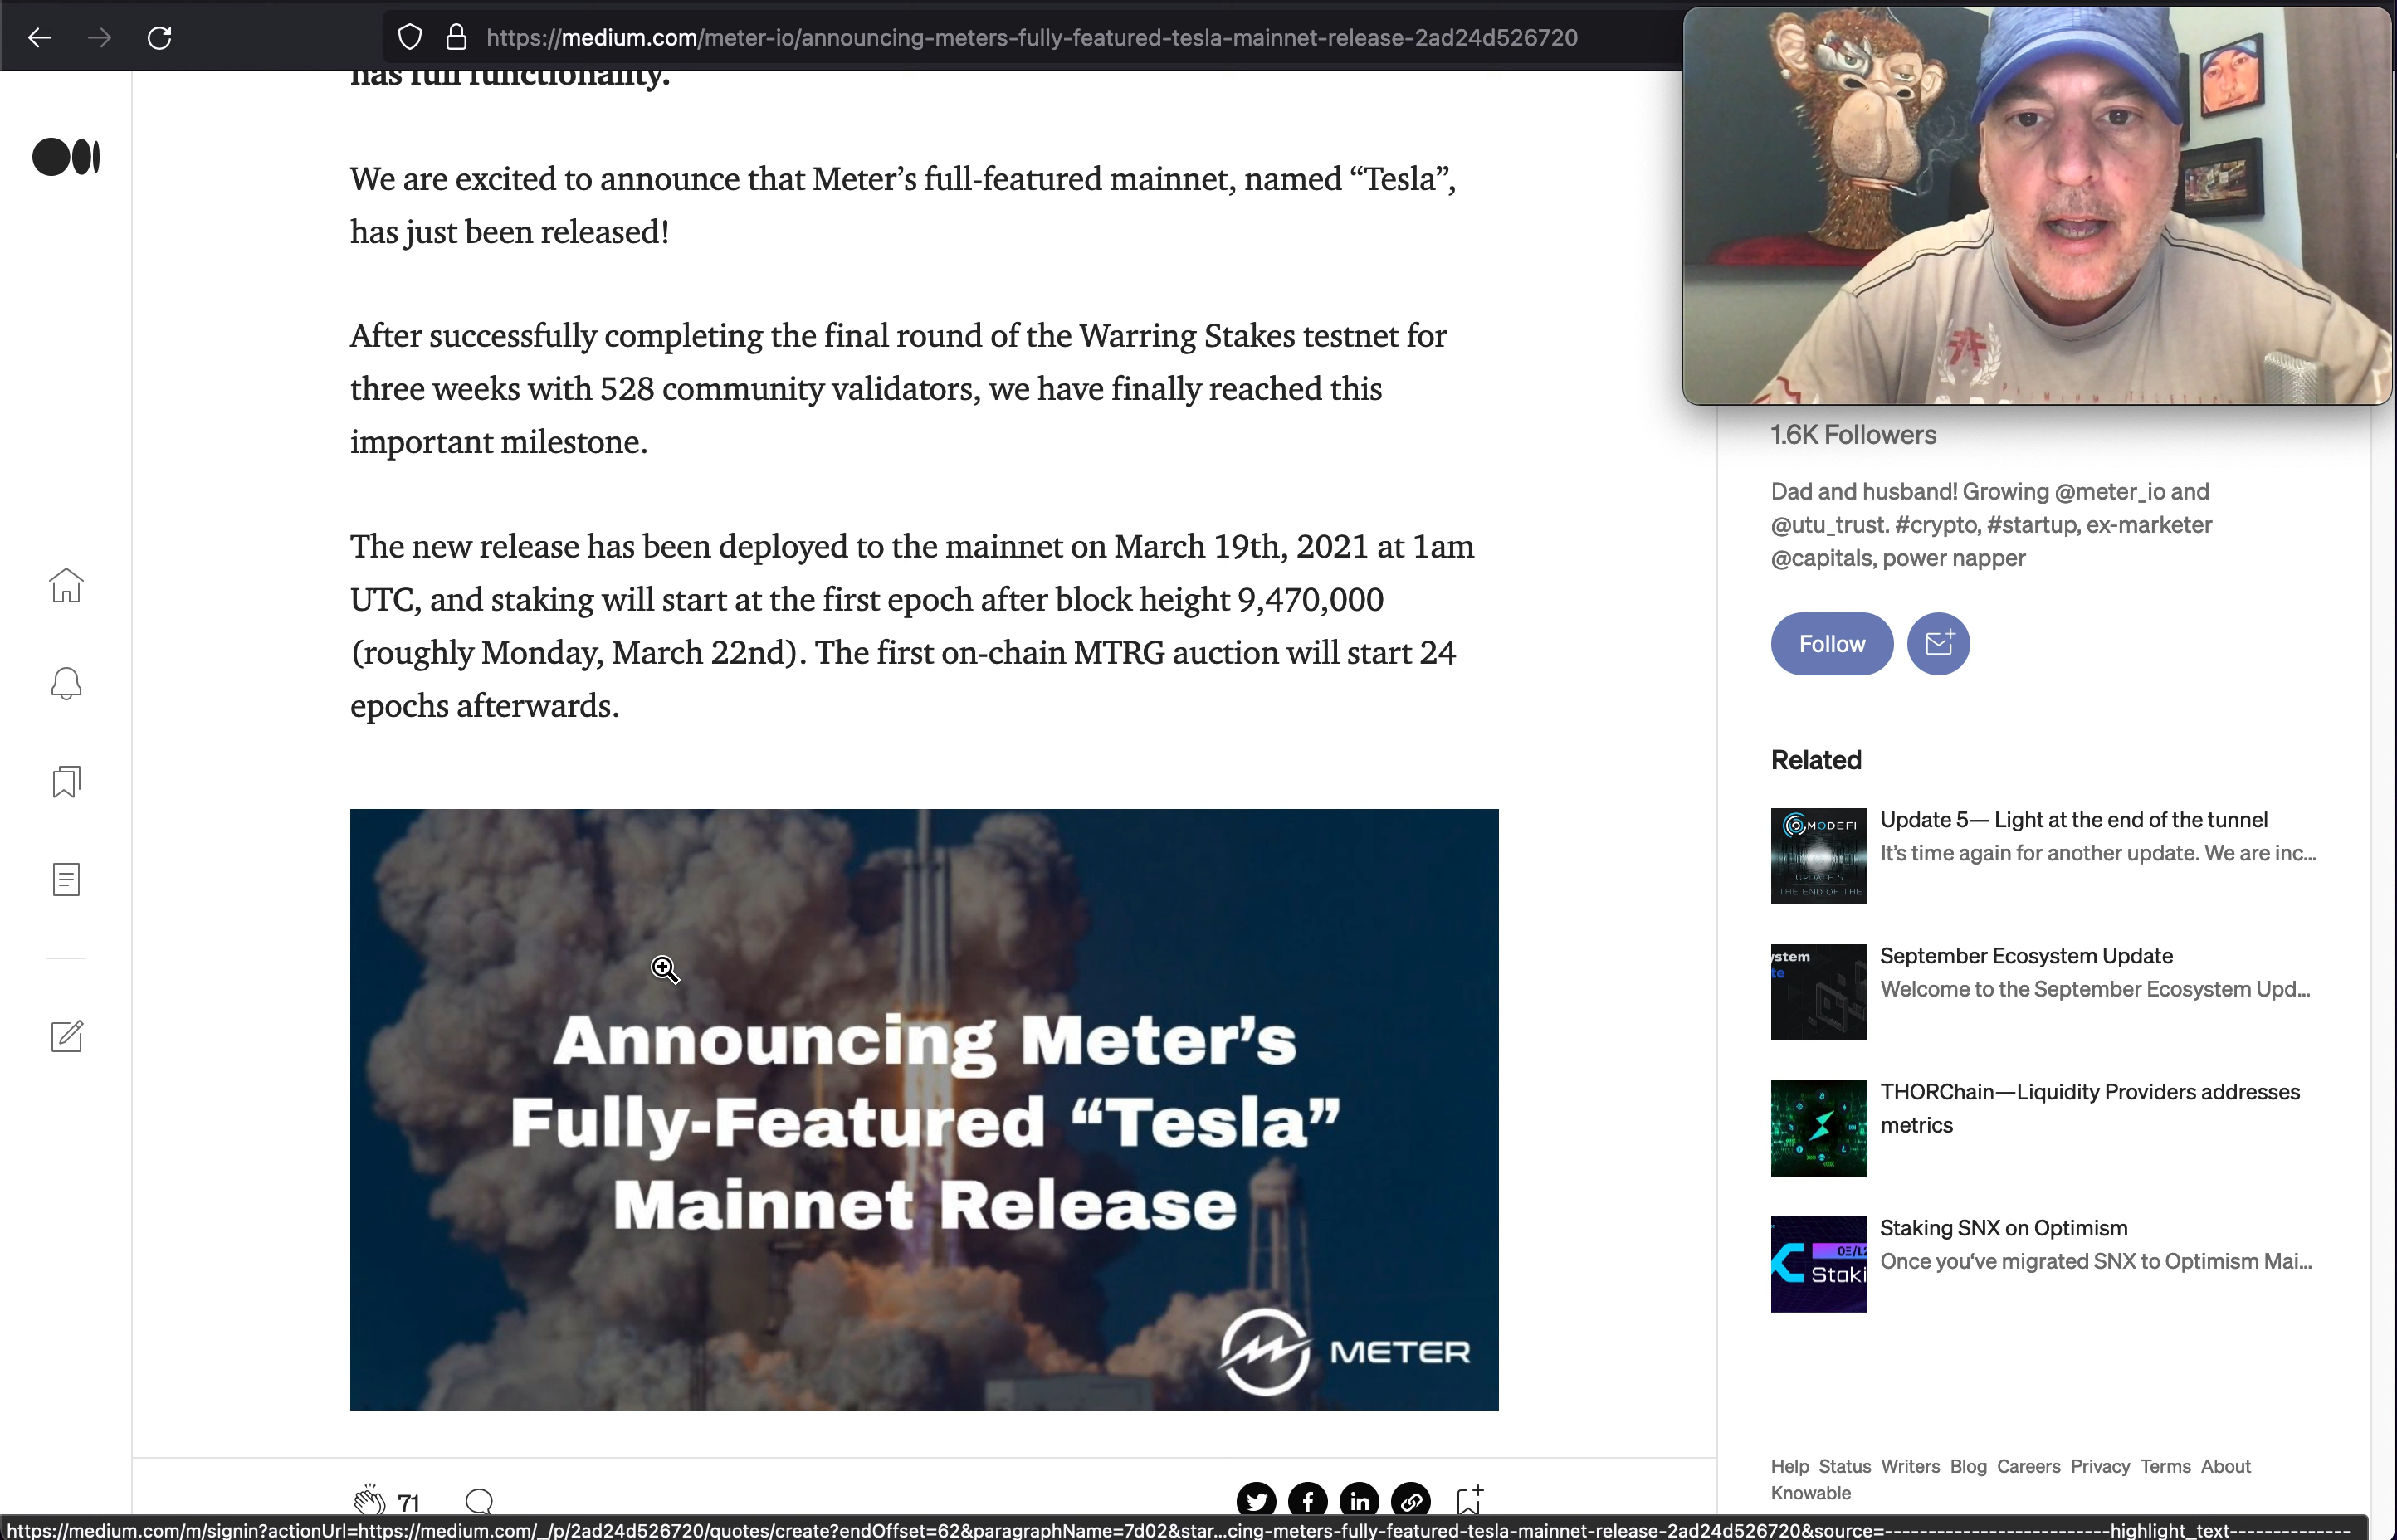 https://medium.com/meter-io/announcing-meters-fully-featured-tesla-mainnet-release-2ad24d526720
has full functionality.
We are excited to announce that Meter’s full-featured mainnet, named “Tesla”,
has just been released!
After successfully completing the final round of the Warring Stakes testnet for
three weeks with 528 community validators, we have finally reached this
important milestone.
The new release has been deployed to the mainnet on March 19th, 2021 at 1am
UTC, and staking will start at the first epoch after block height 9,470,000
(roughly Monday, March 22nd). The first on-chain MTRG auction will start 24
epochs afterwards.
Announcing Meter’s
Fully-Featured “Tesla”
Mainnet Release
METER
71
1.6K Followers
Dad and husband! Growing @meter_io and
@utu_trust. #crypto, #startup, ex-marketer
@capitals, power napper
Follow
Related
MODEFI
UPDATE 5
THE END OF THE
Update 5— Light at the end of the tunnel
It’s time again for another update. We are inc...
ystem
te
September Ecosystem Update
Welcome to the September Ecosystem Upd...
THORChain—Liquidity Providers addresses
metrics
OE/L2
Staki
Staking SNX on Optimism
Once you’ve migrated SNX to Optimism Mai...
Help Status Writers Blog Careers Privacy Terms About
Knowable
https://medium.com/m/signin?actionUrl=https://medium.com/_/p/2ad24d526720/quotes/create?endOffset=62&paragraphName=7d02&star...cing-meters-fully-featured-tesla-mainnet-release-2ad24d526720&source=--------------------------highlight_text--------------